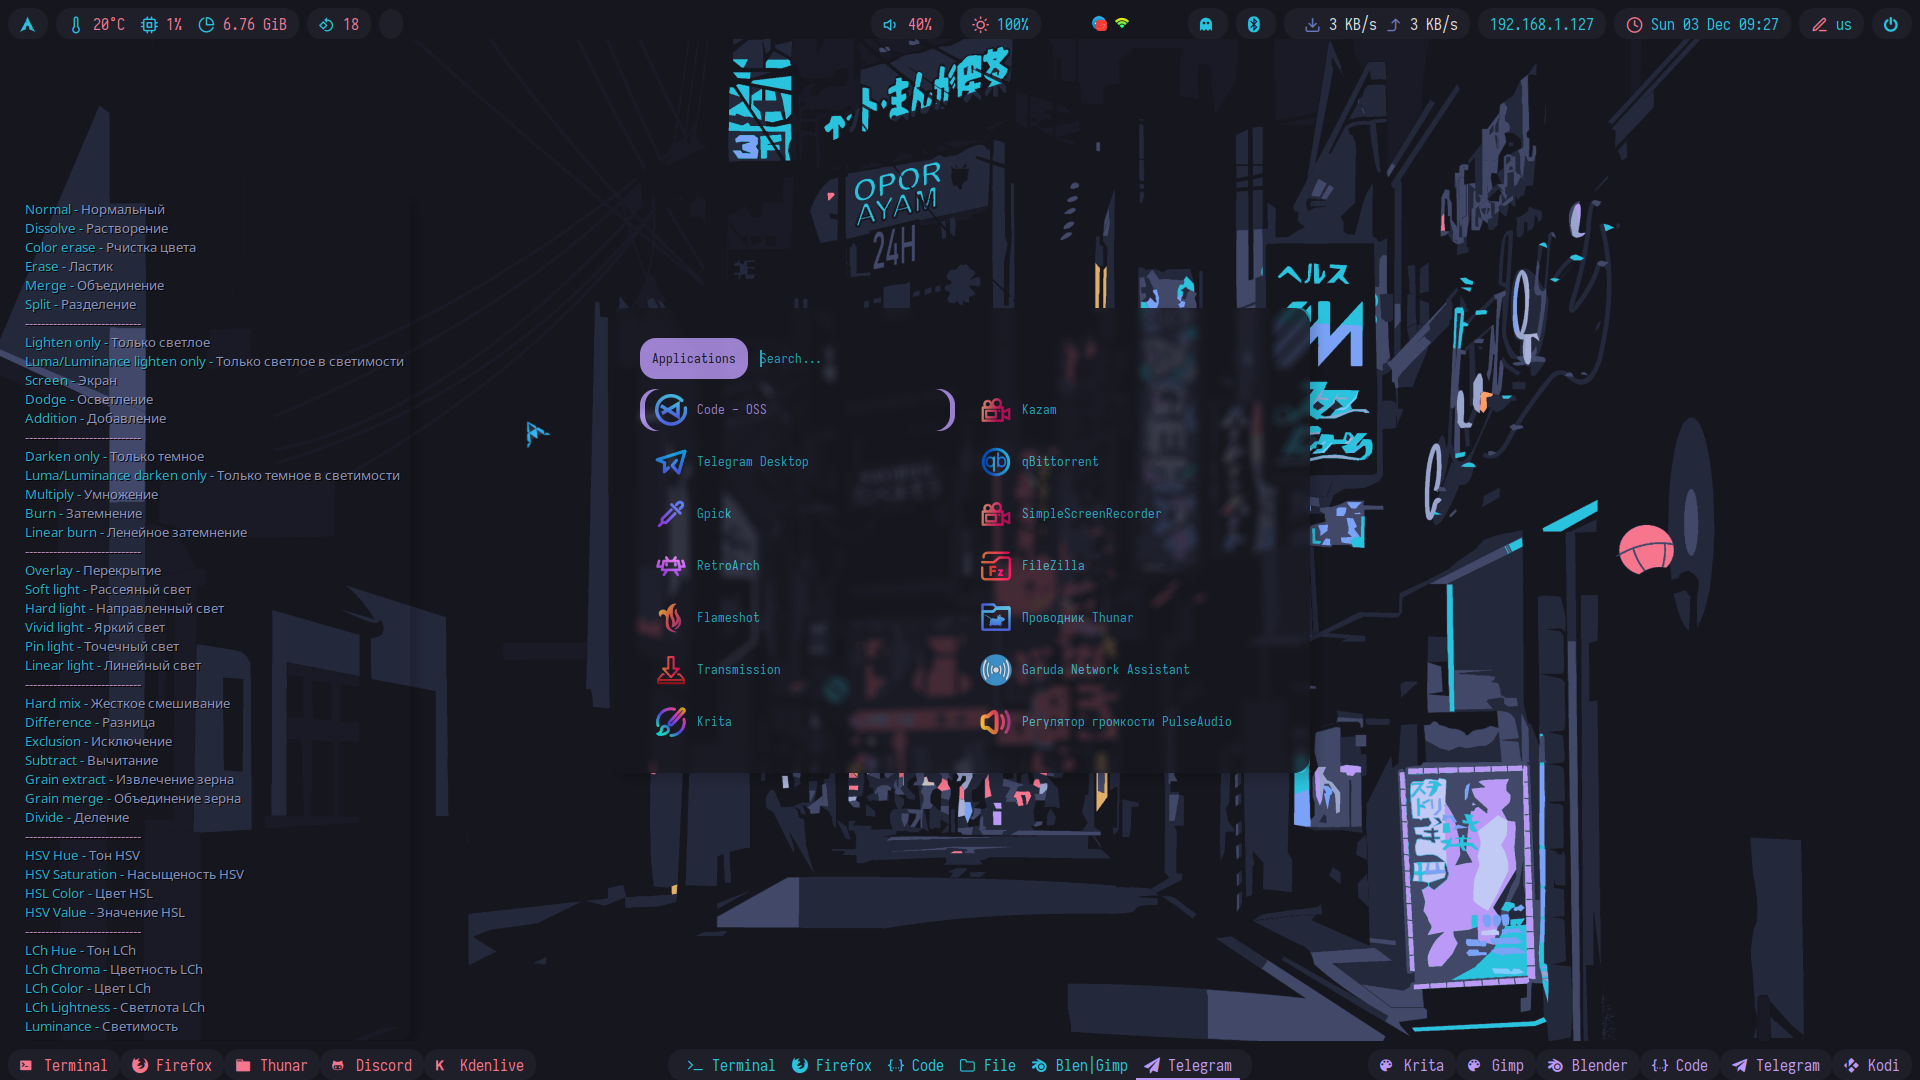 20°C 1% 6.76 GiB 18 40% 100% 3 KB/s 3 KB/s 192.168.1.127 Sun 03 Dec 09:27 us
OPOR
AYAM
24H
ヘルス
Normal - Нормальный
Dissolve - Растворение
Color erase - Рчистка цвета
Erase - Ластик
Merge - Объединение
Split - Разделение
-----------------------------
Lighten only - Только светлое
Luma/Luminance lighten only - Только светлое в светимости
Screen - Экран
Dodge - Осветление
Addition - Добавление
-----------------------------
Darken only - Только темное
Luma/Luminance darken only - Только темное в светимости
Multiply - Умножение
Burn - Затемнение
Linear burn - Ленейное затемнение
-----------------------------
Overlay - Перекрытие
Soft light - Рассеяный свет
Hard light - Направленный свет
Vivid light - Яркий свет
Pin light - Точечный свет
Linear light - Линейный свет
-----------------------------
Hard mix - Жесткое смешивание
Difference - Разница
Exclusion - Исключение
Subtract - Вычитание
Grain extract - Извлечение зерна
Grain merge - Объединение зерна
Divide - Деление
-----------------------------
HSV Hue - Тон HSV
HSV Saturation - Насыщеность HSV
HSL Color - Цвет HSL
HSV Value - Значение HSL
-----------------------------
LCh Hue - Тон LCh
LCh Chroma - Цветность LCh
LCh Color - Цвет LCh
LCh Lightness - Светлота LCh
Luminance - Светимость
Applications Search...
Code - OSS
Telegram Desktop
Gpick
RetroArch
Flameshot
Transmission
Krita
Kazam
qBittorrent
SimpleScreenRecorder
FileZilla
Проводник Thunar
Garuda Network Assistant
Регулятор громкости PulseAudio
Terminal Firefox Thunar Discord Kdenlive
Terminal Firefox Code File Blen|Gimp Telegram
Krita Gimp Blender Code Telegram Kodi